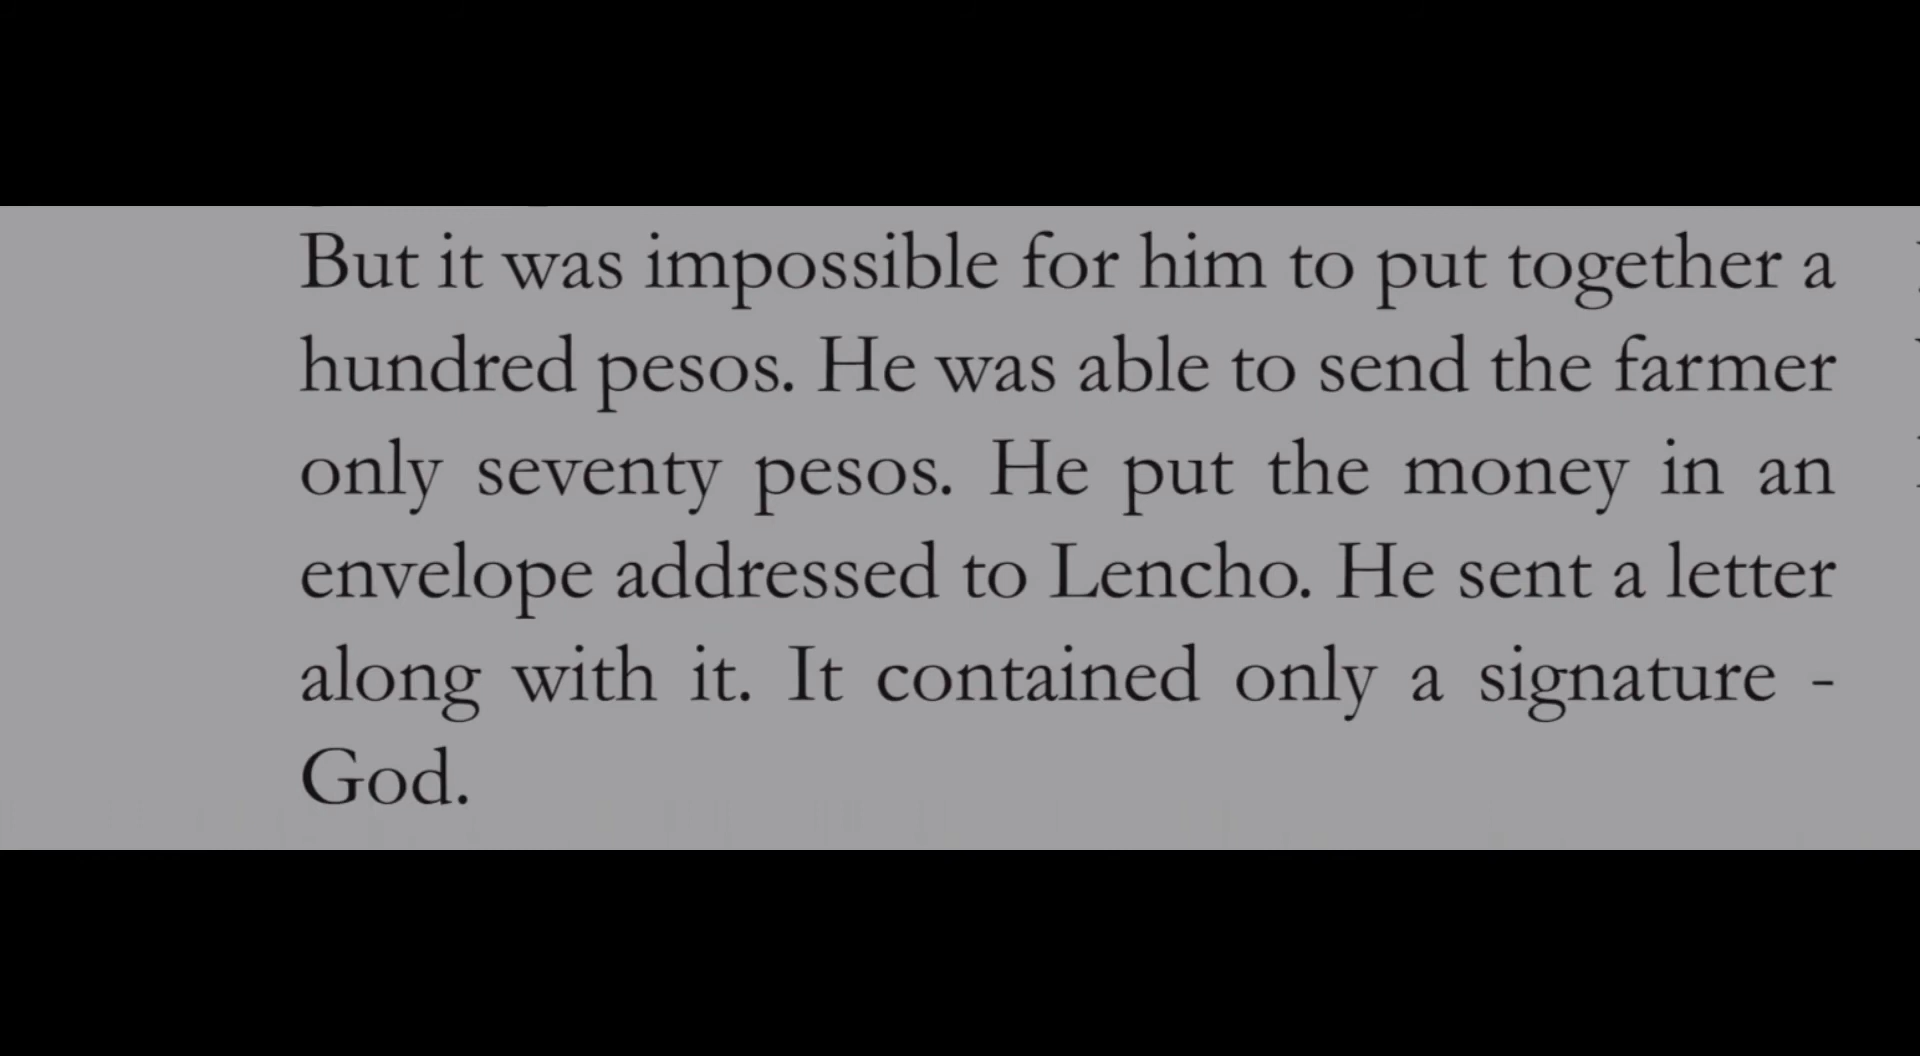 But it was impossible for him to put together a
hundred pesos. He was able to send the farmer
only seventy pesos. He put the money in an
envelope addressed to Lencho. He sent a letter
along with it. It contained only a signature -
God.